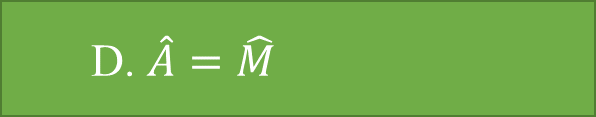 D. Â = M̂